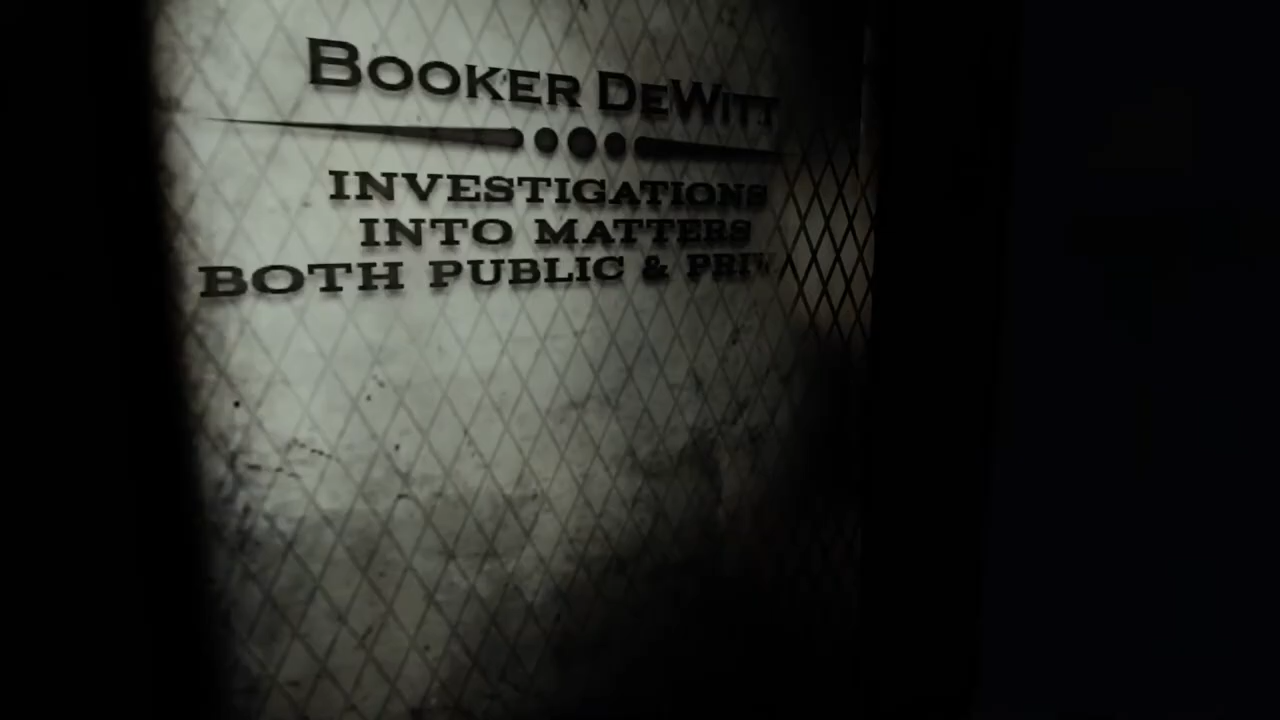 BOOKER DEWITT
INVESTIGATIONS
INTO MATTERS
BOTH PUBLIC &